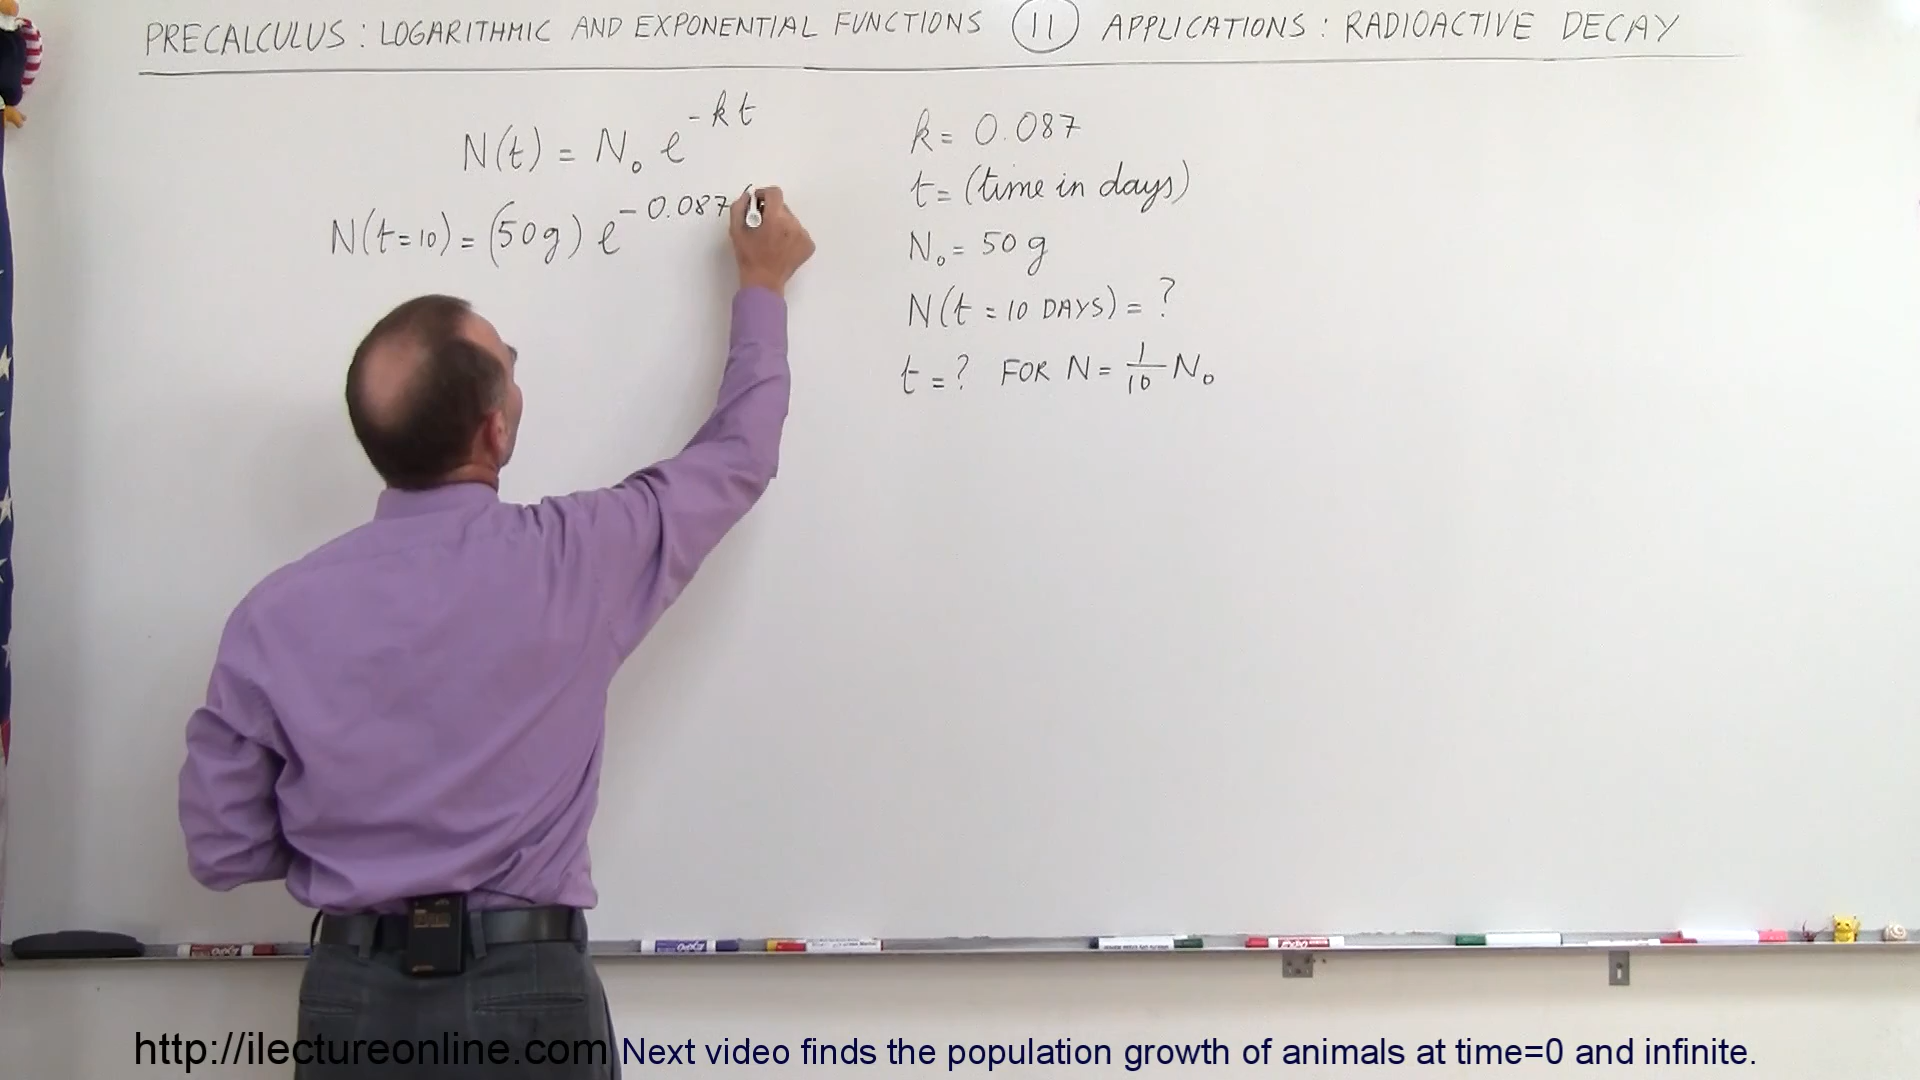 PRECALCULUS: LOGARITHMIC AND EXPONENTIAL FUNCTIONS 11 APPLICATIONS: RADIOACTIVE DECAY
N(t) = N₀ e^-kt
N(t=10) = (50g) e^-0.087(
k = 0.087
t = (time in days)
N₀ = 50 g
N(t = 10 DAYS) = ?
t = ? FOR N = 1/10 N₀
http://ilectureonline.com Next video finds the population growth of animals at time=0 and infinite.